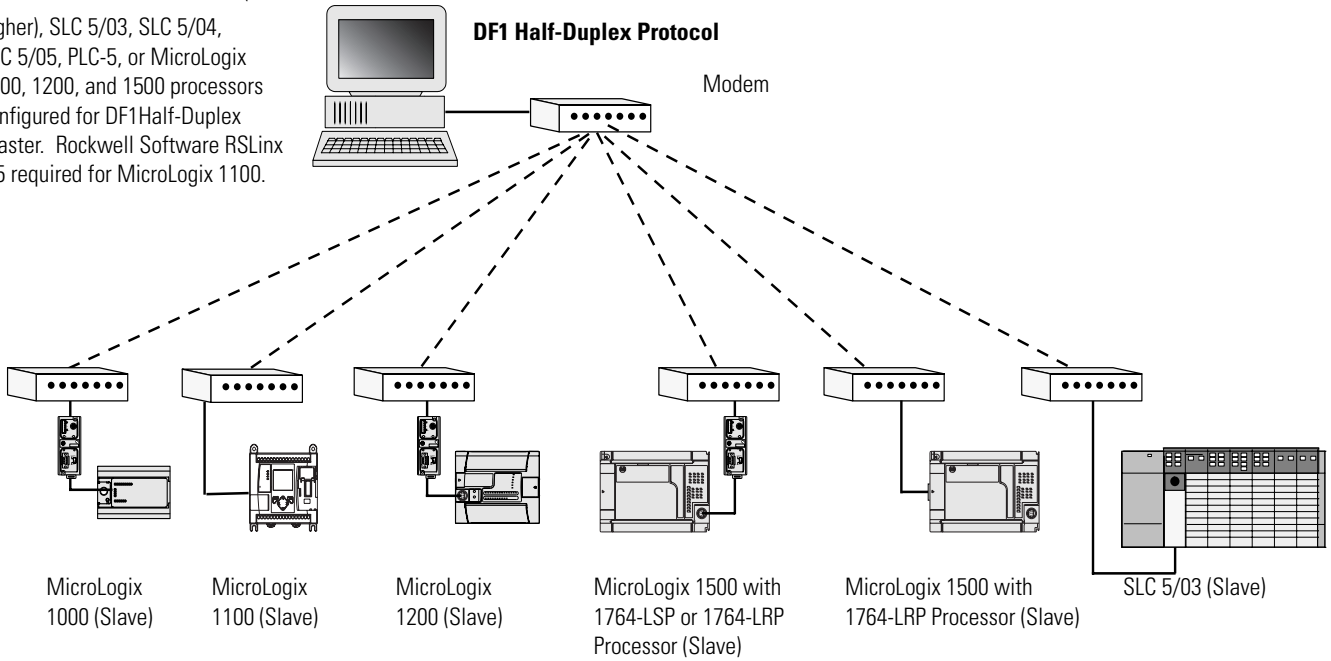 gher), SLC 5/03, SLC 5/04,
C 5/05, PLC-5, or MicroLogix
00, 1200, and 1500 processors
nfigured for DF1Half-Duplex
aster. Rockwell Software RSLinx
5 required for MicroLogix 1100.
DF1 Half-Duplex Protocol
Modem
MicroLogix
1000 (Slave)
MicroLogix
1100 (Slave)
MicroLogix
1200 (Slave)
MicroLogix 1500 with
1764-LSP or 1764-LRP
Processor (Slave)
MicroLogix 1500 with
1764-LRP Processor (Slave)
SLC 5/03 (Slave)